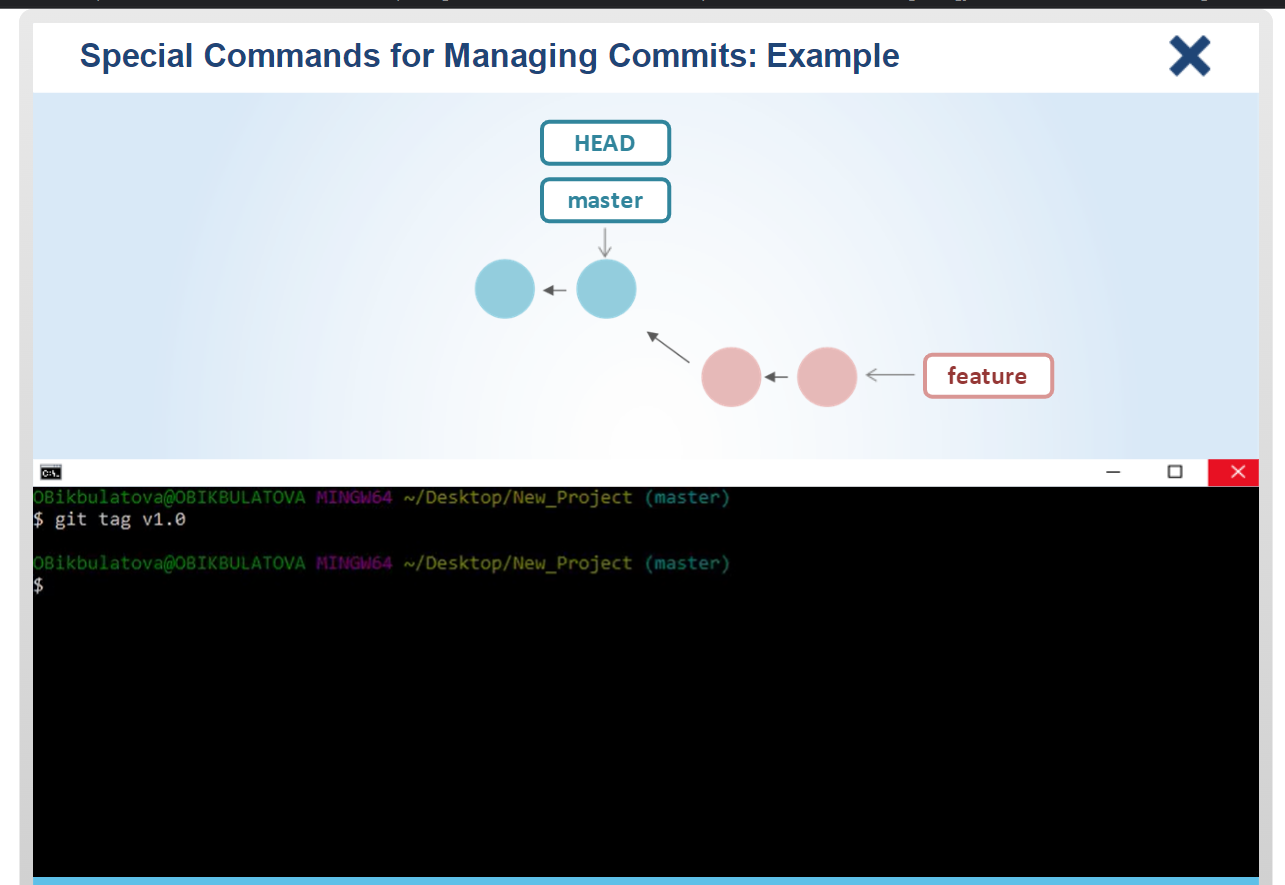 Special Commands for Managing Commits: Example
HEAD
master
feature
C:\.
OBikbulatova@OBIKBULATOVA MINGW64 ~/Desktop/New_Project (master)
$ git tag v1.0
OBikbulatova@OBIKBULATOVA MINGW64 ~/Desktop/New_Project (master)
$